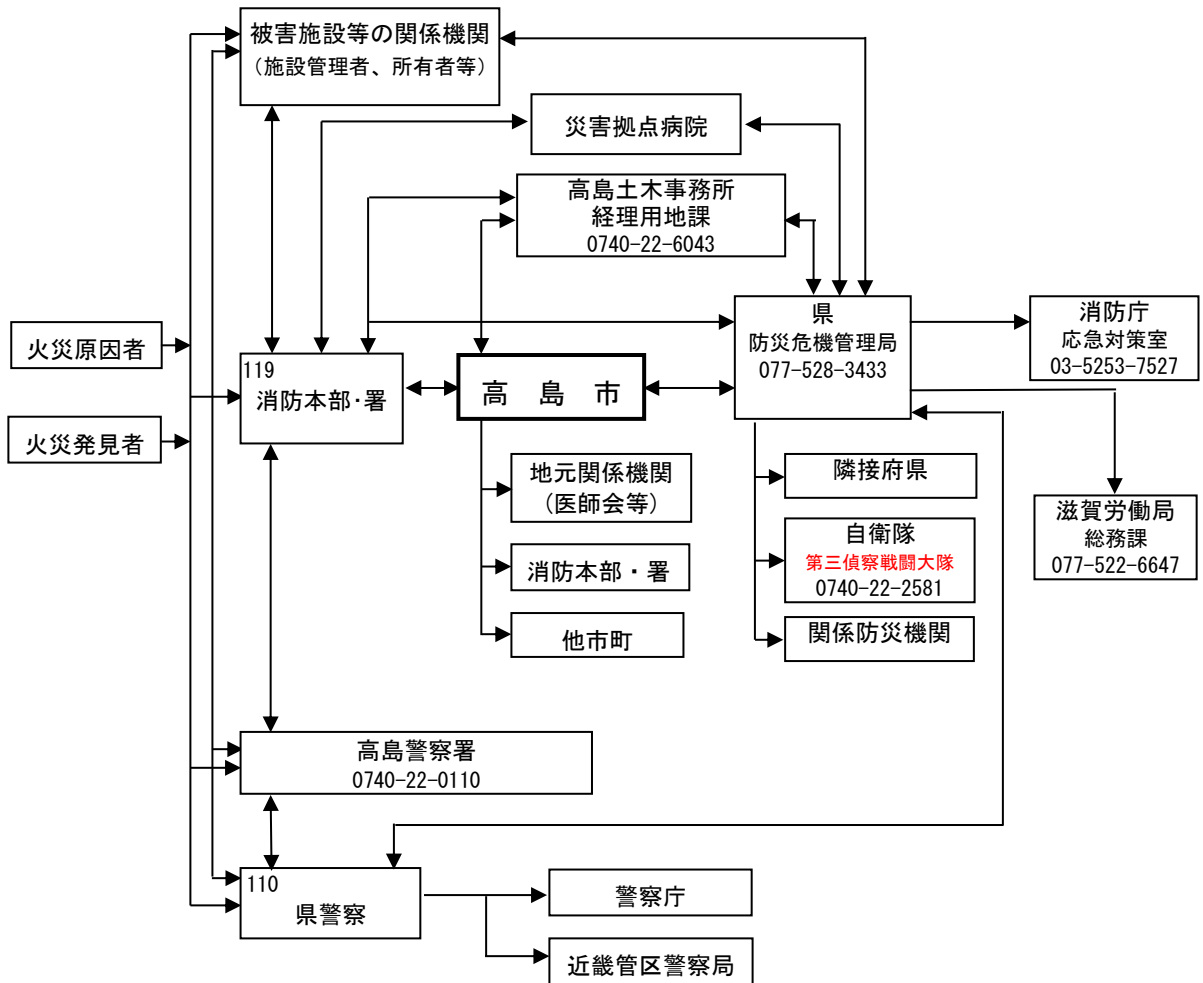 被害施設等の関係機関
（施設管理者、所有者等）
災害拠点病院
高島土木事務所
経理用地課
0740-22-6043
火災原因者
119
消防本部･署
高　島　市
県
防災危機管理局
077-528-3433
消防庁
応急対策室
03-5253-7527
火災発見者
地元関係機関
（医師会等）
隣接府県
滋賀労働局
総務課
077-522-6647
自衛隊
第三偵察戦闘大隊
0740-22-2581
消防本部・署
他市町
関係防災機関
高島警察署
0740-22-0110
110
県警察
警察庁
近畿管区警察局